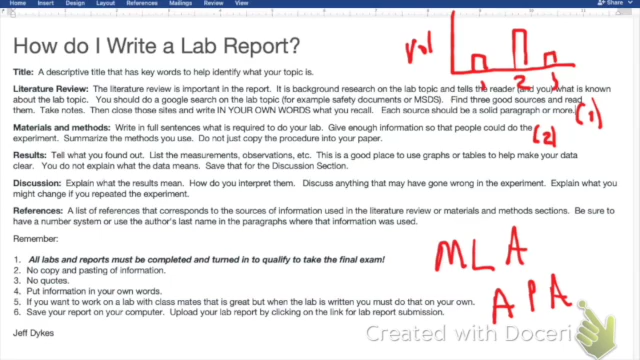 Home Insert Design Layout References Mailings Review View
How do I Write a Lab Report?
Vol
1 2 3
Title: A descriptive title that has key words to help identify what your topic is.
Literature Review: The literature review is important in the report. It is background research on the lab topic and tells the reader (and you) what is known
about the lab topic. You should do a google search on the lab topic (for example safety documents or MSDS). Find three good sources and read
them. Take notes. Then close those sites and write IN YOUR OWN WORDS what you recall. Each source should be a solid paragraph or more. (1)
Materials and methods: Write in full sentences what is required to do your lab. Give enough information so that people could do the
experiment. Summarize the methods you use. Do not just copy the procedure into your paper. (2)
Results: Tell what you found out. List the measurements, observations, etc. This is a good place to use graphs or tables to help make your data
clear. You do not explain what the data means. Save that for the Discussion Section.
Discussion: Explain what the results mean. How do you interpret them. Discuss anything that may have gone wrong in the experiment. Explain what you
might change if you repeated the experiment.
References: A list of references that corresponds to the sources of information used in the literature review or materials and methods sections. Be sure to
have a number system or use the author's last name in the paragraphs where that information was used.
Remember:
1. All labs and reports must be completed and turned in to qualify to take the final exam!
2. No copy and pasting of information.
3. No quotes.
4. Put information in your own words.
5. If you want to work on a lab with class mates that is great but when the lab is written you must do that on your own.
6. Save your report on your computer. Upload your lab report by clicking on the link for lab report submission.
MLA
APA
Jeff Dykes
Created with Doceri